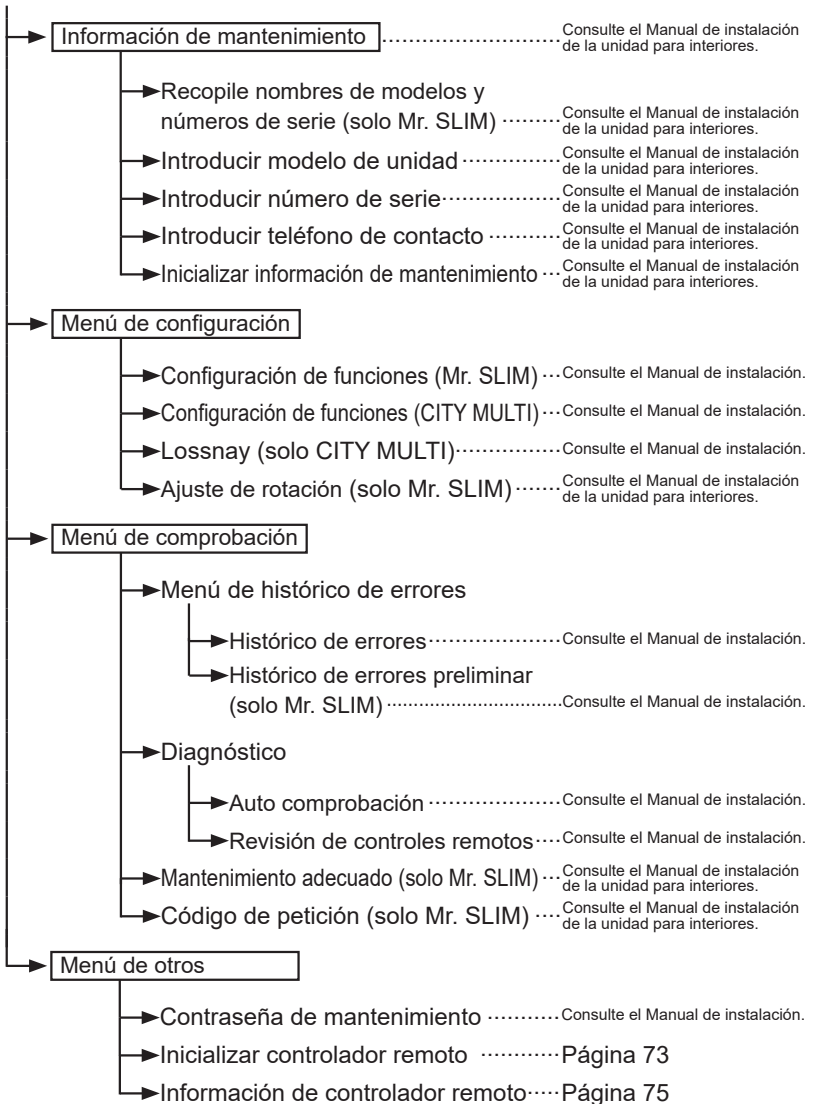 Información de mantenimiento Consulte el Manual de instalación
de la unidad para interiores.
Recopile nombres de modelos y
números de serie (solo Mr. SLIM) Consulte el Manual de instalación
de la unidad para interiores.
Introducir modelo de unidad Consulte el Manual de instalación
de la unidad para interiores.
Introducir número de serie Consulte el Manual de instalación
de la unidad para interiores.
Introducir teléfono de contacto Consulte el Manual de instalación
de la unidad para interiores.
Inicializar información de mantenimiento Consulte el Manual de instalación
de la unidad para interiores.
Menú de configuración
Configuración de funciones (Mr. SLIM) Consulte el Manual de instalación.
Configuración de funciones (CITY MULTI) Consulte el Manual de instalación.
Lossnay (solo CITY MULTI) Consulte el Manual de instalación.
Ajuste de rotación (solo Mr. SLIM) Consulte el Manual de instalación
de la unidad para interiores.
Menú de comprobación
Menú de histórico de errores
Histórico de errores Consulte el Manual de instalación.
Histórico de errores preliminar
(solo Mr. SLIM) Consulte el Manual de instalación.
Diagnóstico
Auto comprobación Consulte el Manual de instalación.
Revisión de controles remotos Consulte el Manual de instalación.
Mantenimiento adecuado (solo Mr. SLIM) Consulte el Manual de instalación
de la unidad para interiores.
Código de petición (solo Mr. SLIM) Consulte el Manual de instalación
de la unidad para interiores.
Menú de otros
Contraseña de mantenimiento Consulte el Manual de instalación.
Inicializar controlador remoto Página 73
Información de controlador remoto Página 75